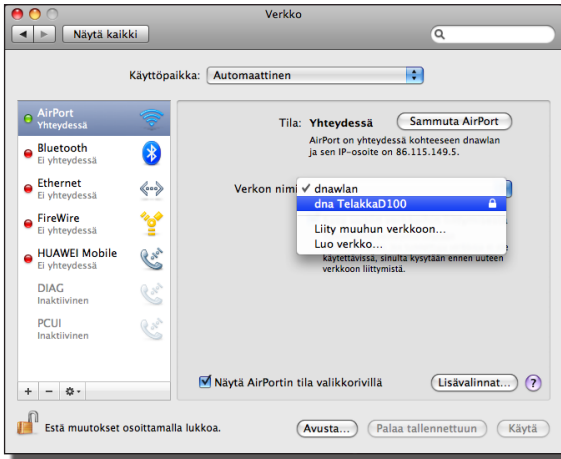 Verkko
Näytä kaikki
Käyttöpaikka: Automaattinen
AirPort
Yhteydessä
Bluetooth
Ei yhteydessä
Ethernet
Ei yhteydessä
FireWire
Ei yhteydessä
HUAWEI Mobile
Ei yhteydessä
DIAG
Inaktiivinen
PCUI
Inaktiivinen
Tila: Yhteydessä
Sammuta AirPort
AirPort on yhteydessä kohteeseen dnawlan
ja sen IP-osoite on 86.115.149.5.
Verkon nimi
✓ dnawlan
dna TelakkaD100
Liity muuhun verkkoon...
Luo verkko...
käytettävissä, sinulta kysytään ennen uuteen
verkkoon liittymistä.
Näytä AirPortin tila valikkorivillä
Lisävalinnat...
?
+ −
Estä muutokset osoittamalla lukkoa.
Avusta...
Palaa tallennettuun
Käytä